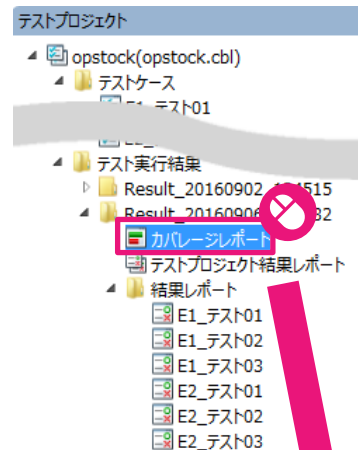 テストプロジェクト
opstock(opstock.cbl)
テストケース
テスト01
テスト実行結果
Result_20160902_
515
Result_20160906
32
カバレージレポート
テストプロジェクト結果レポート
結果レポート
E1_テスト01
E1_テスト02
E1_テスト03
E2_テスト01
E2_テスト02
E2_テスト03